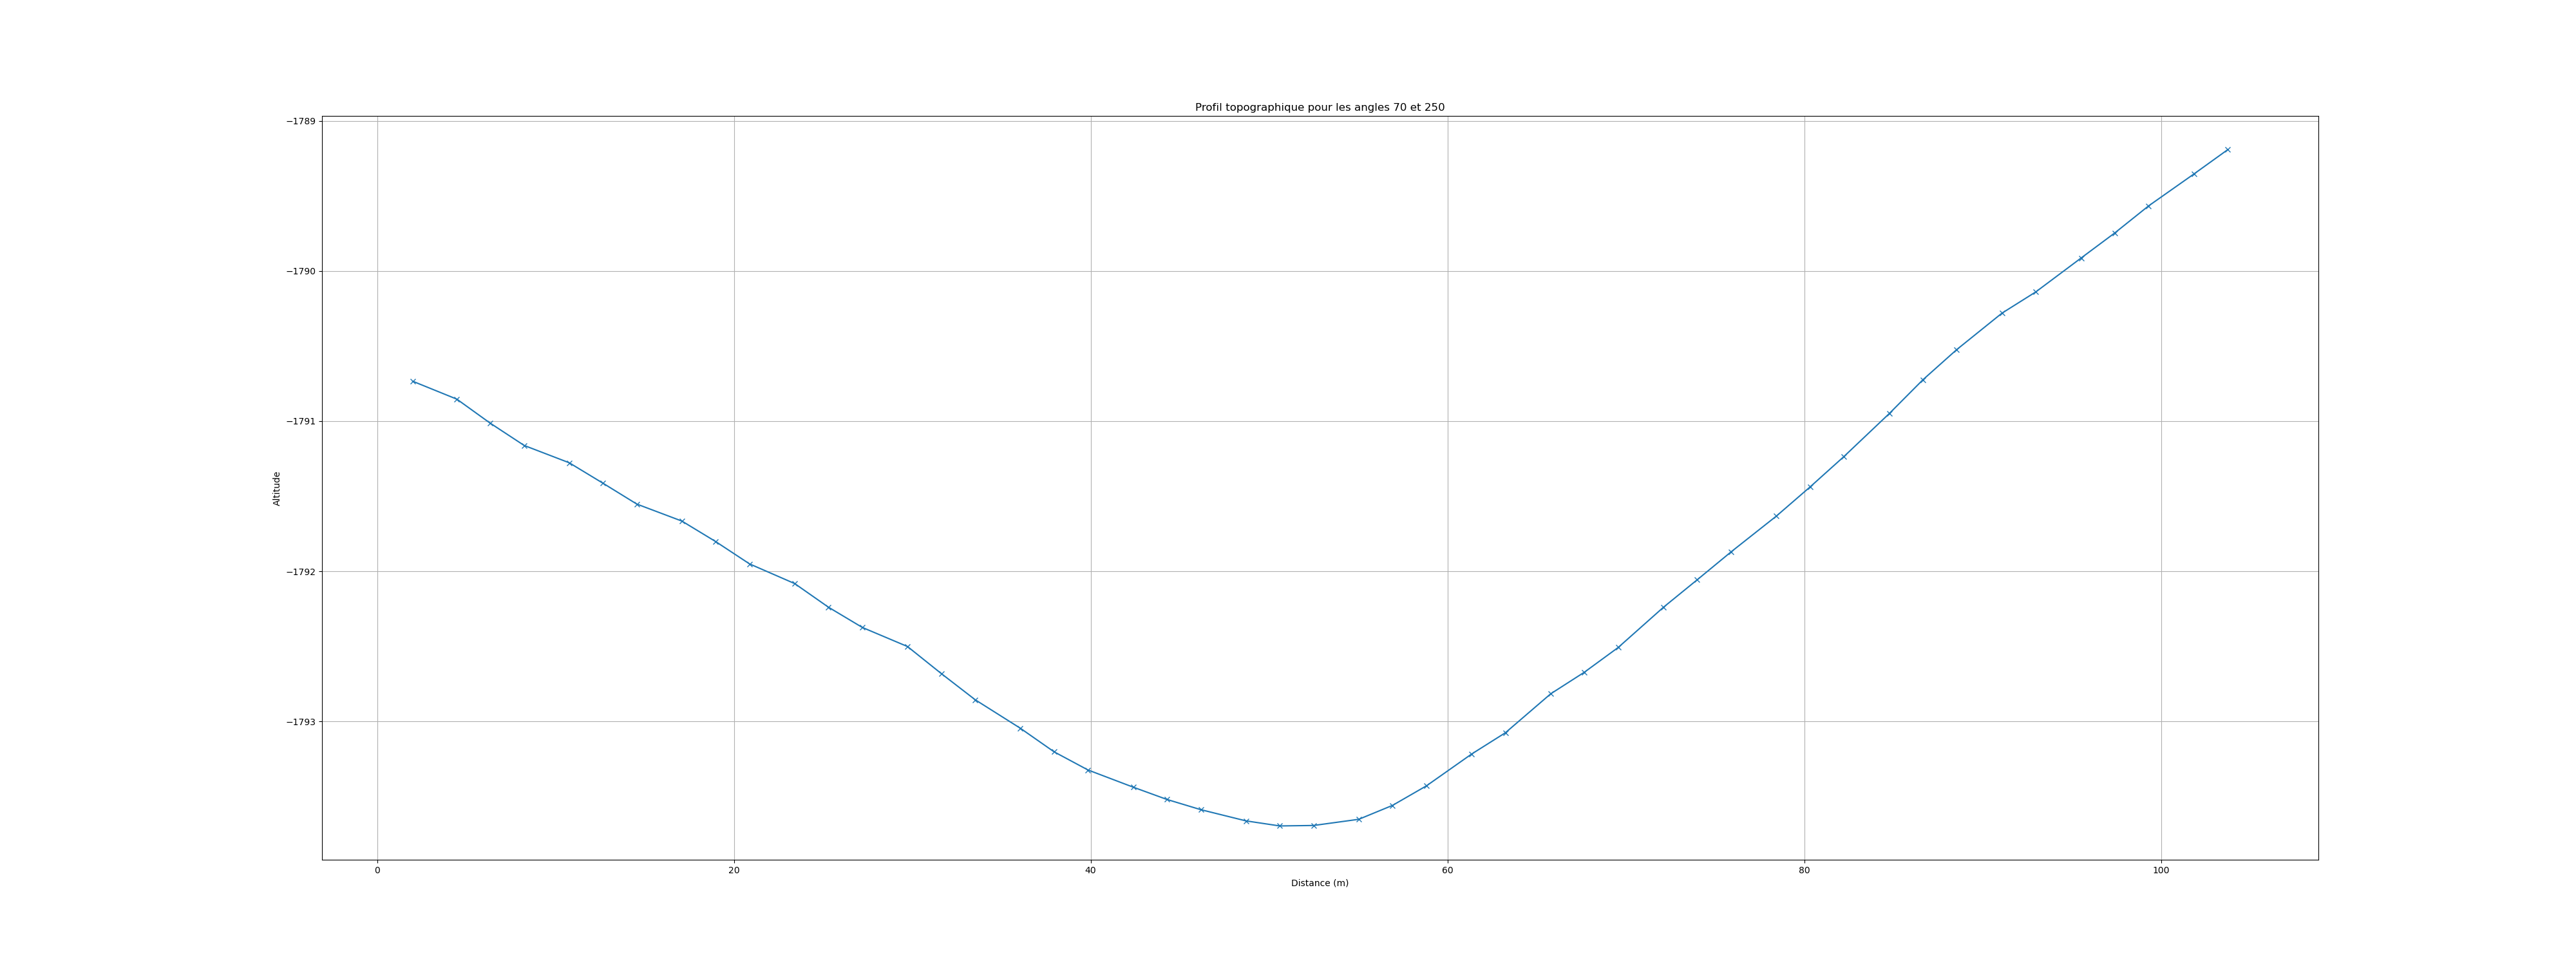 Profil topographique pour les angles 70 et 250
−1789
−1790
−1791
−1792
−1793
Altitude
0 20 40 60 80 100
Distance (m)